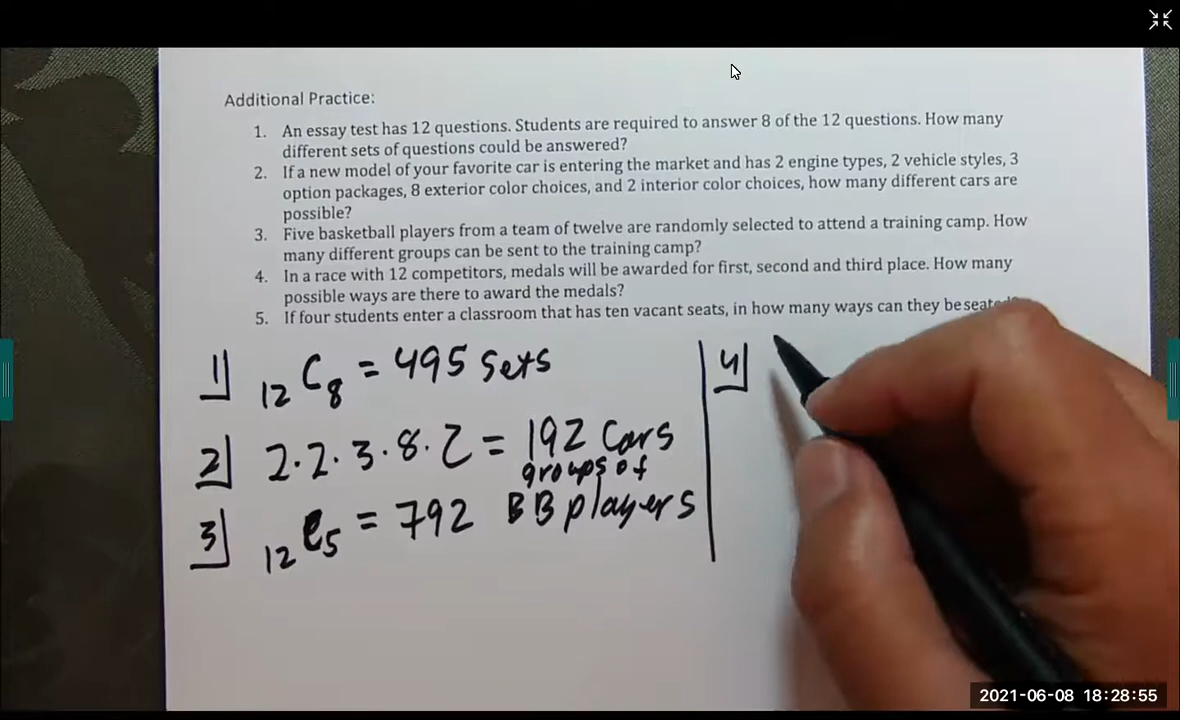 Additional Practice:
1. An essay test has 12 questions. Students are required to answer 8 of the 12 questions. How many
different sets of questions could be answered?
2. If a new model of your favorite car is entering the market and has 2 engine types, 2 vehicle styles, 3
option packages, 8 exterior color choices, and 2 interior color choices, how many different cars are
possible?
3. Five basketball players from a team of twelve are randomly selected to attend a training camp. How
many different groups can be sent to the training camp?
4. In a race with 12 competitors, medals will be awarded for first, second and third place. How many
possible ways are there to award the medals?
5. If four students enter a classroom that has ten vacant seats, in how many ways can they be seated?
1) 12 C 8 = 495 sets
2) 2·2·3·8·2 = 192 Cars
groups of
3) 12 C 5 = 792 BB players
4)
2021-06-08 18:28:55